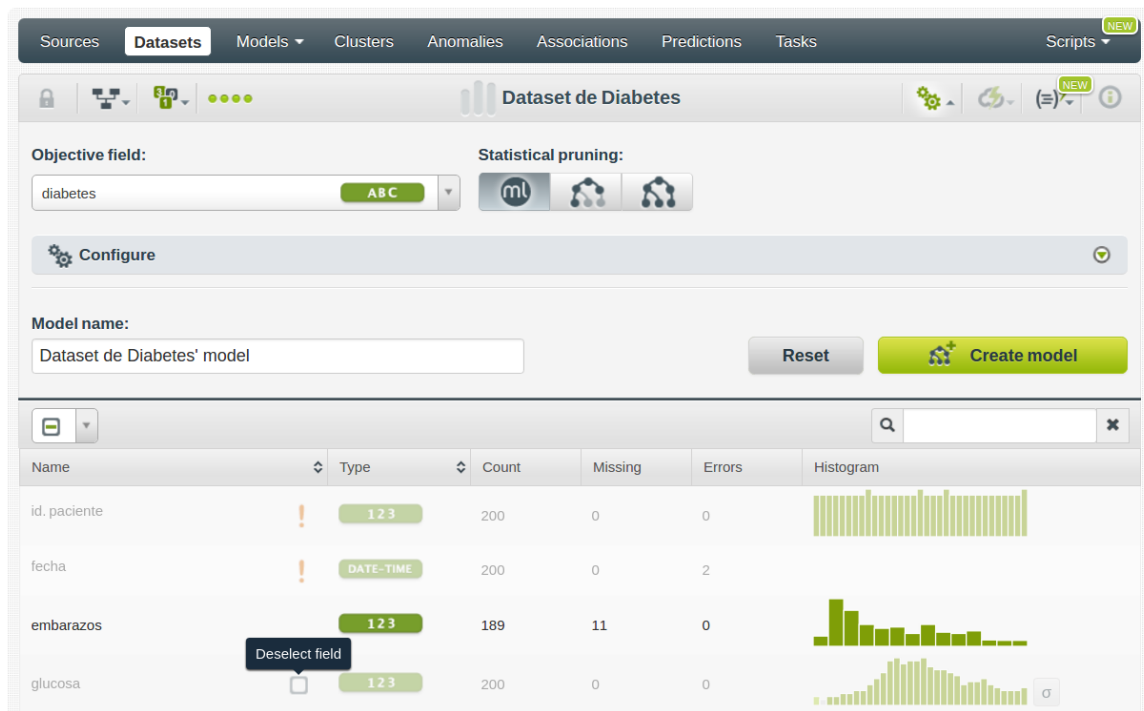 Sources Datasets Models Clusters Anomalies Associations Predictions Tasks Scripts NEW
Dataset de Diabetes NEW
Objective field: Statistical pruning:
diabetes ABC ml
Configure
Model name:
Dataset de Diabetes' model Reset Create model
Name Type Count Missing Errors Histogram
id. paciente ! 123 200 0 0
fecha ! DATE-TIME 200 0 2
embarazos 123 189 11 0
Deselect field
glucosa 123 200 0 0 σ